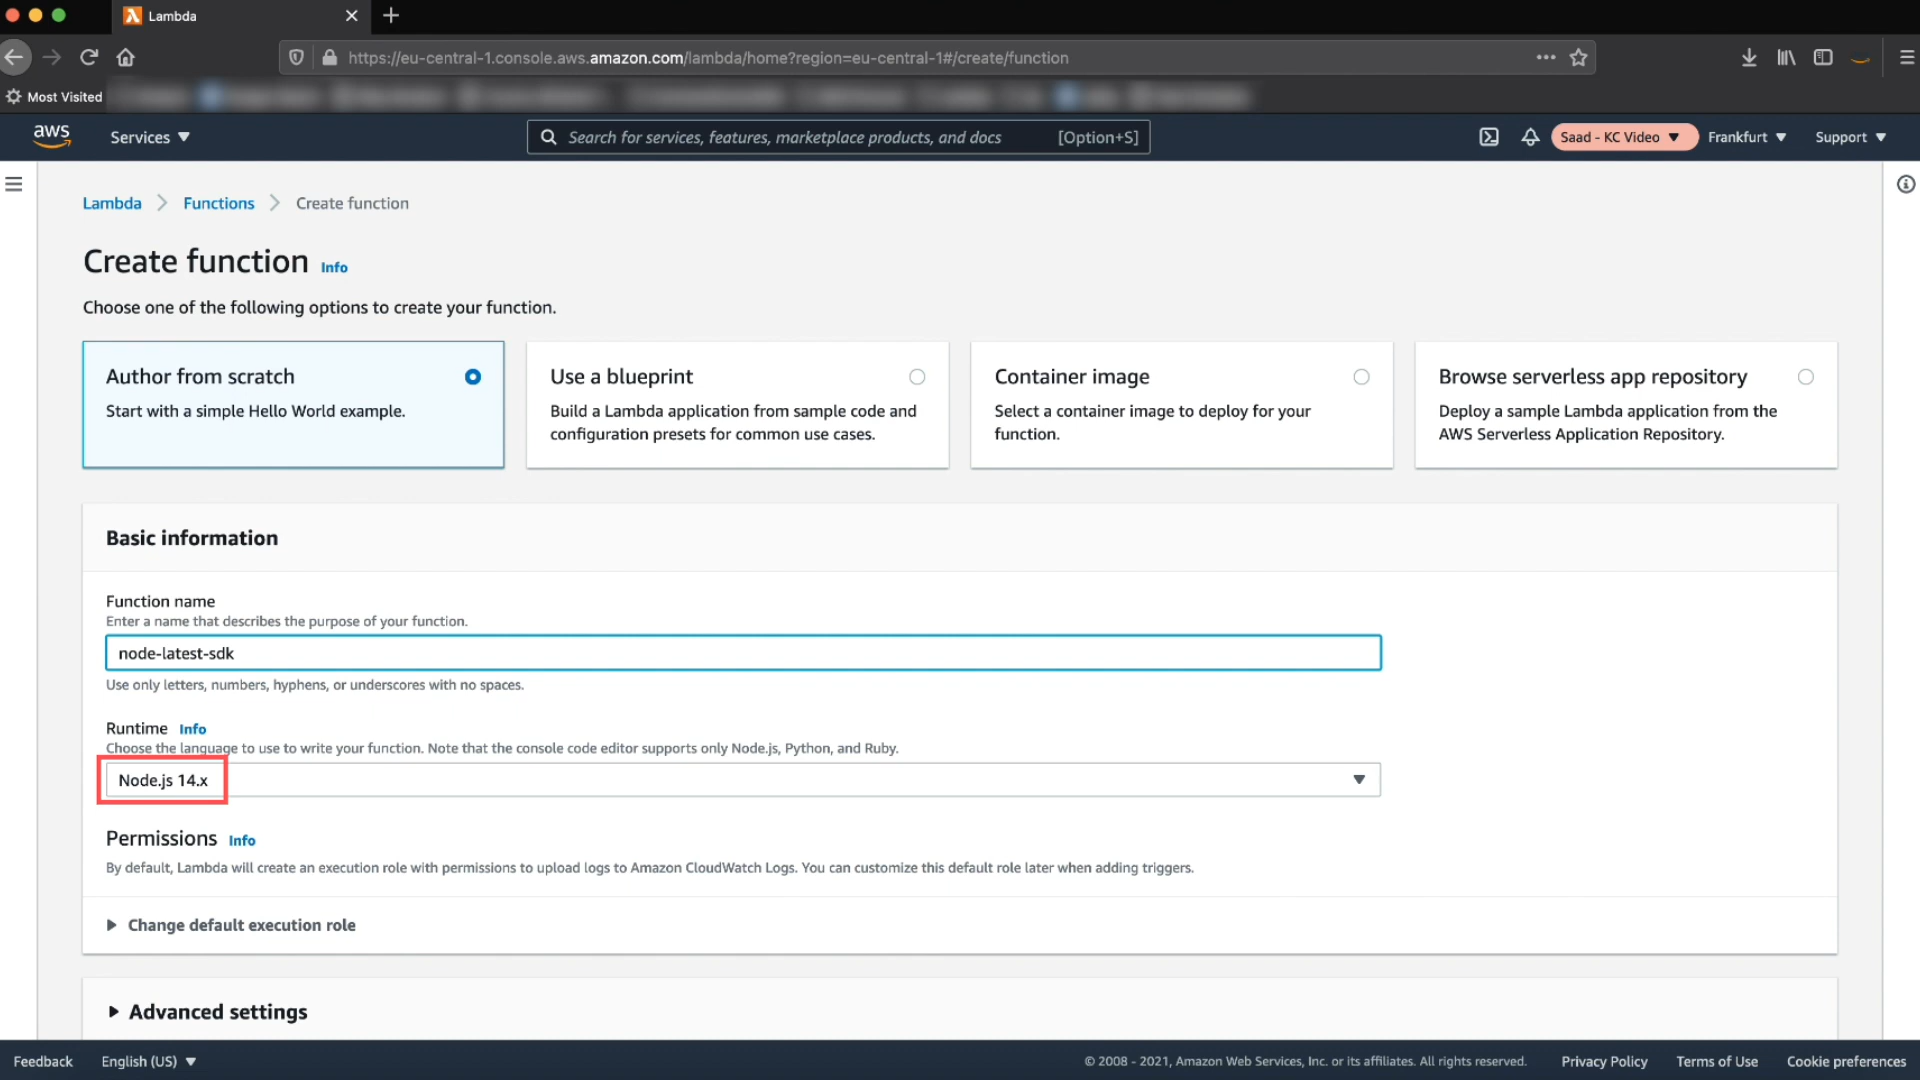 Lambda
https://eu-central-1.console.aws.amazon.com/lambda/home?region=eu-central-1#/create/function
Most Visited
aws
Services
Search for services, features, marketplace products, and docs
[Option+S]
Saad - KC Video
Frankfurt
Support
Lambda
Functions
Create function
Create function
Info
Choose one of the following options to create your function.
Author from scratch
Start with a simple Hello World example.
Use a blueprint
Build a Lambda application from sample code and
configuration presets for common use cases.
Container image
Select a container image to deploy for your
function.
Browse serverless app repository
Deploy a sample Lambda application from the
AWS Serverless Application Repository.
Basic information
Function name
Enter a name that describes the purpose of your function.
node-latest-sdk
Use only letters, numbers, hyphens, or underscores with no spaces.
Runtime Info
Choose the language to use to write your function. Note that the console code editor supports only Node.js, Python, and Ruby.
Node.js 14.x
Permissions Info
By default, Lambda will create an execution role with permissions to upload logs to Amazon CloudWatch Logs. You can customize this default role later when adding triggers.
Change default execution role
Advanced settings
Feedback
English (US)
© 2008 - 2021, Amazon Web Services, Inc. or its affiliates. All rights reserved.
Privacy Policy
Terms of Use
Cookie preferences